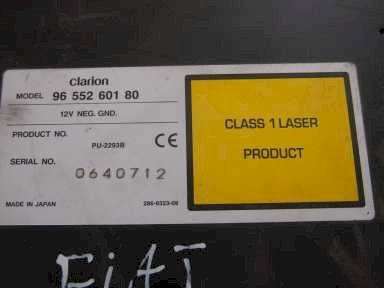 clarion
MODEL 96 552 601 80
12V NEG. GND.
PRODUCT NO. PU-2293B
CE
SERIAL NO. 0640712
MADE IN JAPAN 286-6323-08
CLASS 1 LASER
PRODUCT
FiAT